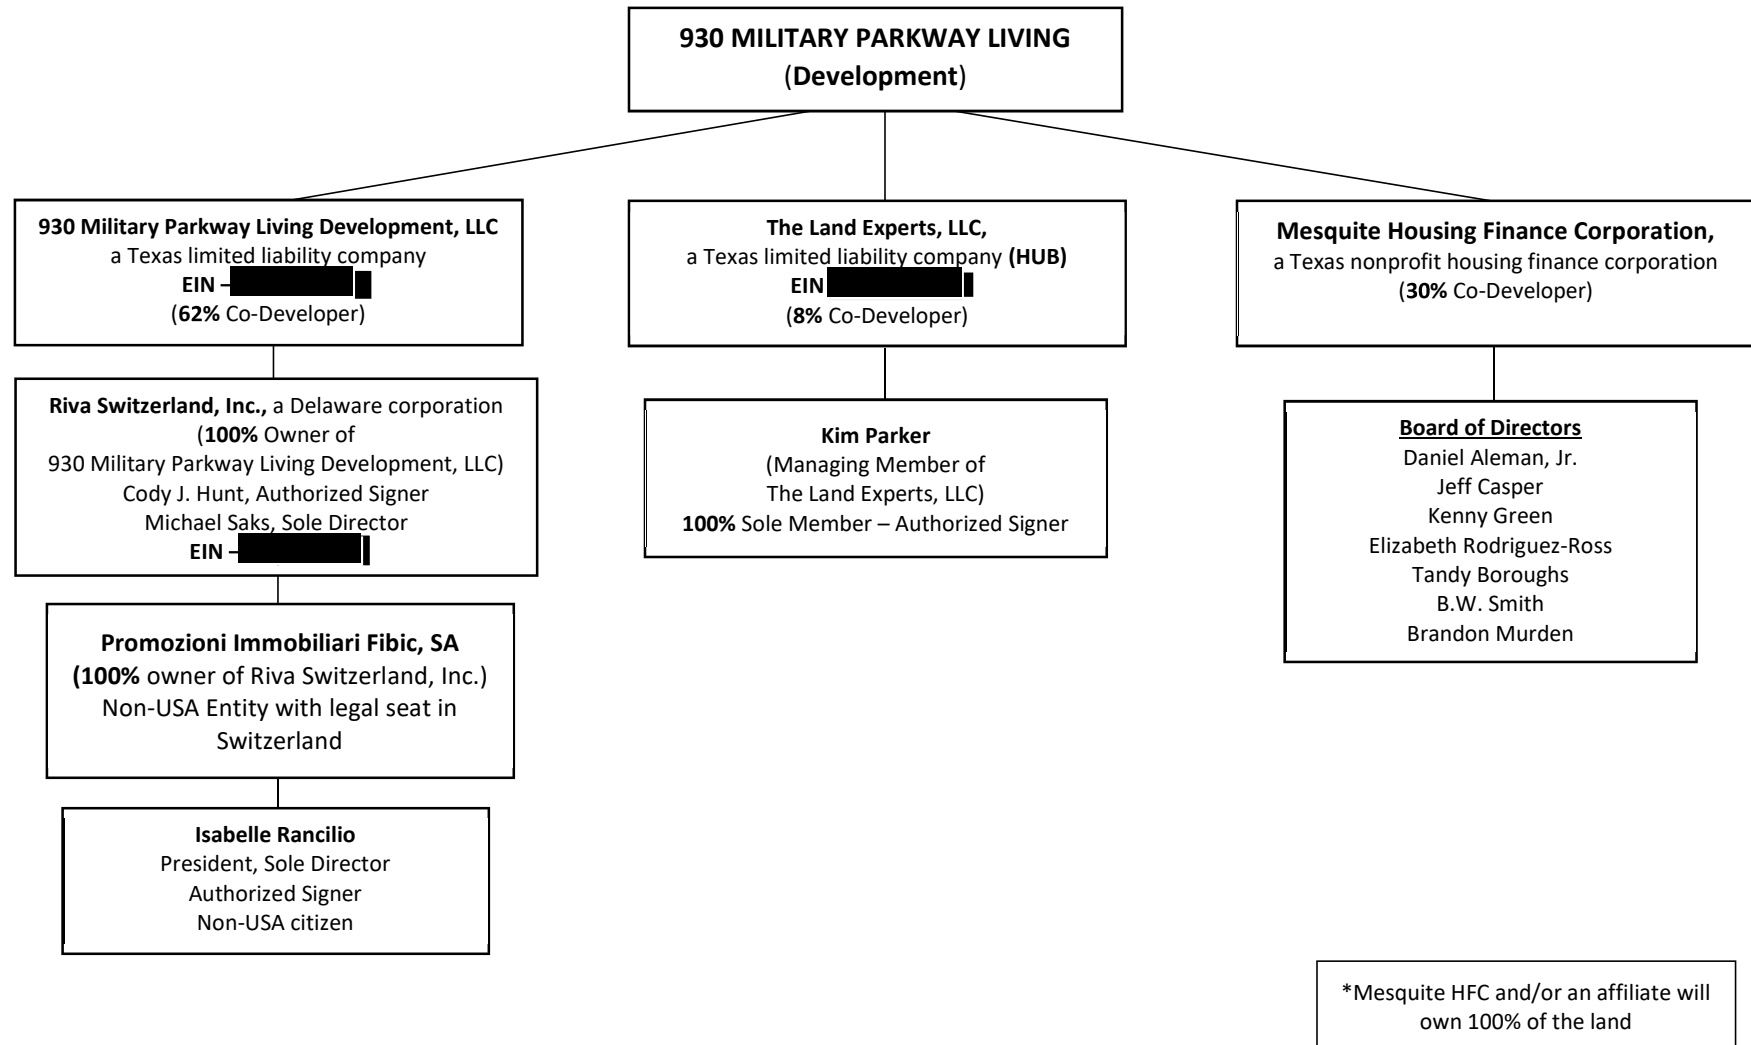 930 MILITARY PARKWAY LIVING
(Development)
930 Military Parkway Living Development, LLC
a Texas limited liability company
EIN –
(62% Co-Developer)
The Land Experts, LLC,
a Texas limited liability company (HUB)
EIN
(8% Co-Developer)
Mesquite Housing Finance Corporation,
a Texas nonprofit housing finance corporation
(30% Co-Developer)
Riva Switzerland, Inc., a Delaware corporation
(100% Owner of
930 Military Parkway Living Development, LLC)
Cody J. Hunt, Authorized Signer
Michael Saks, Sole Director
EIN –
Kim Parker
(Managing Member of
The Land Experts, LLC)
100% Sole Member – Authorized Signer
Board of Directors
Daniel Aleman, Jr.
Jeff Casper
Kenny Green
Elizabeth Rodriguez-Ross
Tandy Boroughs
B.W. Smith
Brandon Murden
Promozioni Immobiliari Fibic, SA
(100% owner of Riva Switzerland, Inc.)
Non-USA Entity with legal seat in
Switzerland
Isabelle Rancilio
President, Sole Director
Authorized Signer
Non-USA citizen
*Mesquite HFC and/or an affiliate will
own 100% of the land